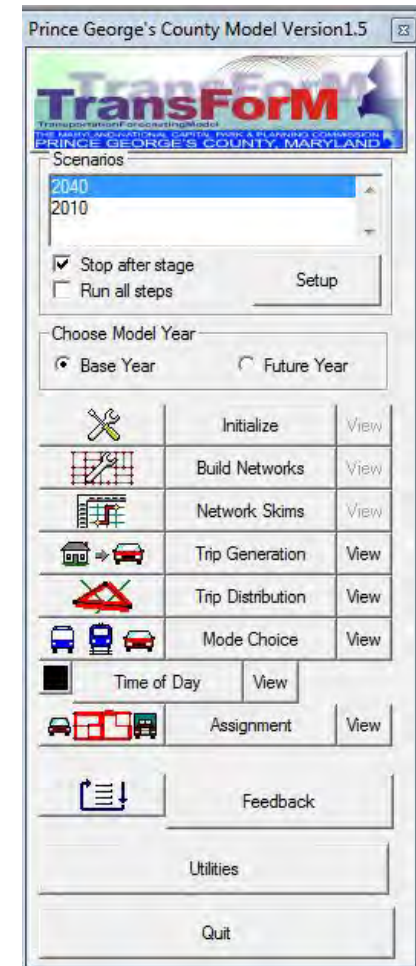 Prince George's County Model Version1.5
TransForM
TransportationForecastingModel
THE MARYLAND-NATIONAL CAPITAL PARK & PLANNING COMMISSION
PRINCE GEORGE'S COUNTY, MARYLAND
Scenarios
2040
2010
Stop after stage
Run all steps
Setup
Choose Model Year
Base Year Future Year
Initialize View
Build Networks View
Network Skims View
Trip Generation View
Trip Distribution View
Mode Choice View
Time of Day View
Assignment View
Feedback
Utilities
Quit